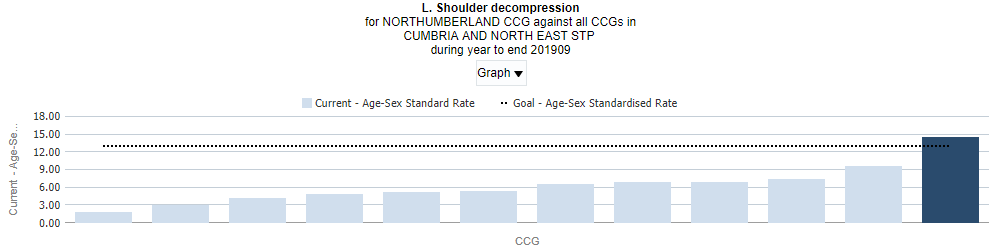 L. Shoulder decompression
for NORTHUMBERLAND CCG against all CCGs in
CUMBRIA AND NORTH EAST STP
during year to end 201909
Graph
Current - Age-Sex Standard Rate
Goal - Age-Sex Standardised Rate
Current - Age-Se...
18.00
15.00
12.00
9.00
6.00
3.00
0.00
CCG